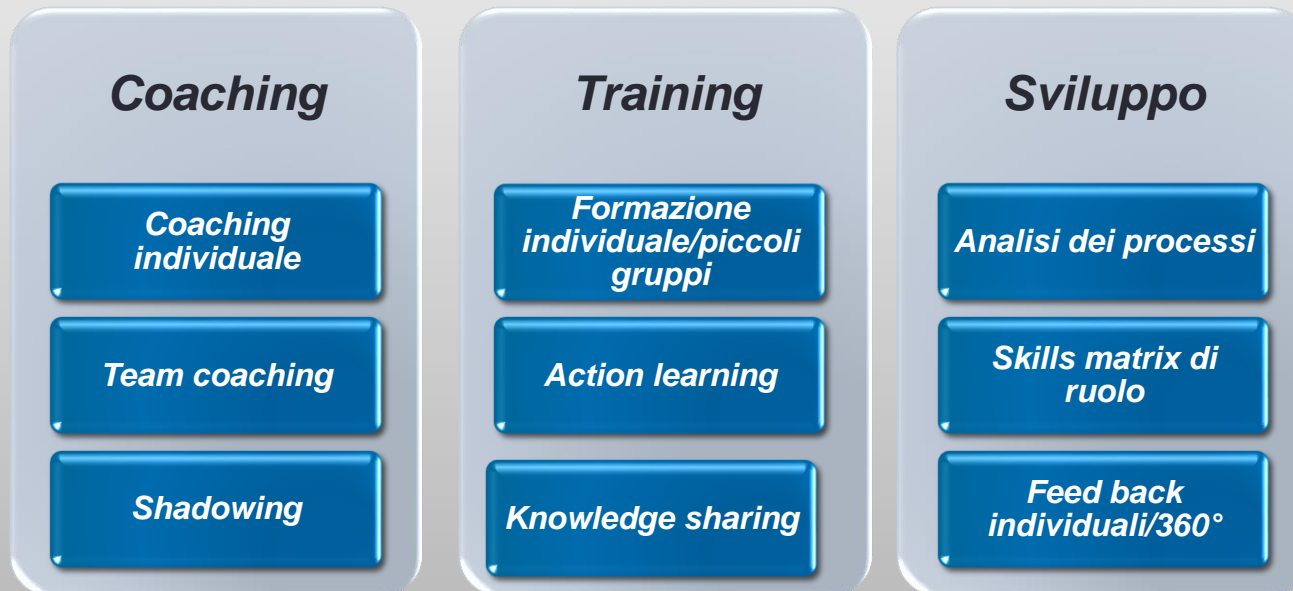 Coaching
Coaching
individuale
Team coaching
Shadowing
Training
Formazione
individuale/piccoli
gruppi
Action learning
Knowledge sharing
Sviluppo
Analisi dei processi
Skills matrix di
ruolo
Feed back
individuali/360°